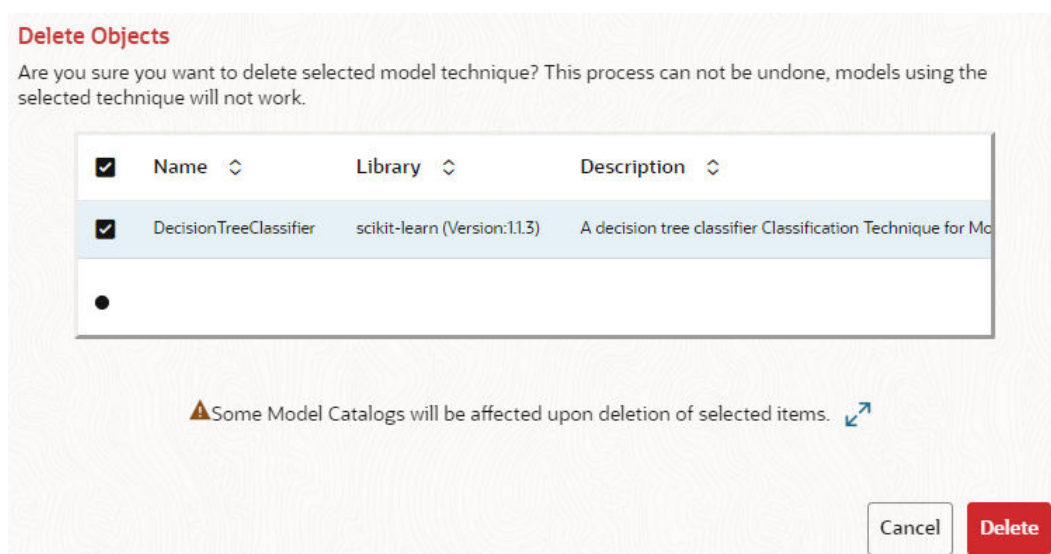 Delete Objects
Are you sure you want to delete selected model technique? This process can not be undone, models using the
selected technique will not work.
Name Library Description
DecisionTreeClassifier scikit-learn (Version:1.1.3) A decision tree classifier Classification Technique for Mo
Some Model Catalogs will be affected upon deletion of selected items.
Cancel Delete